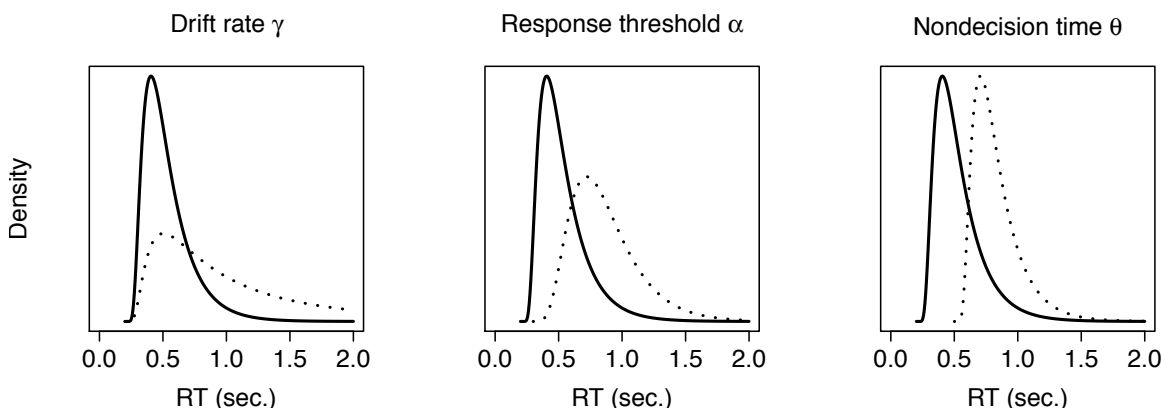 Drift rate γ
Response threshold α
Nondecision time θ
Density
0.0 0.5 1.0 1.5 2.0
0.0 0.5 1.0 1.5 2.0
0.0 0.5 1.0 1.5 2.0
RT (sec.)
RT (sec.)
RT (sec.)